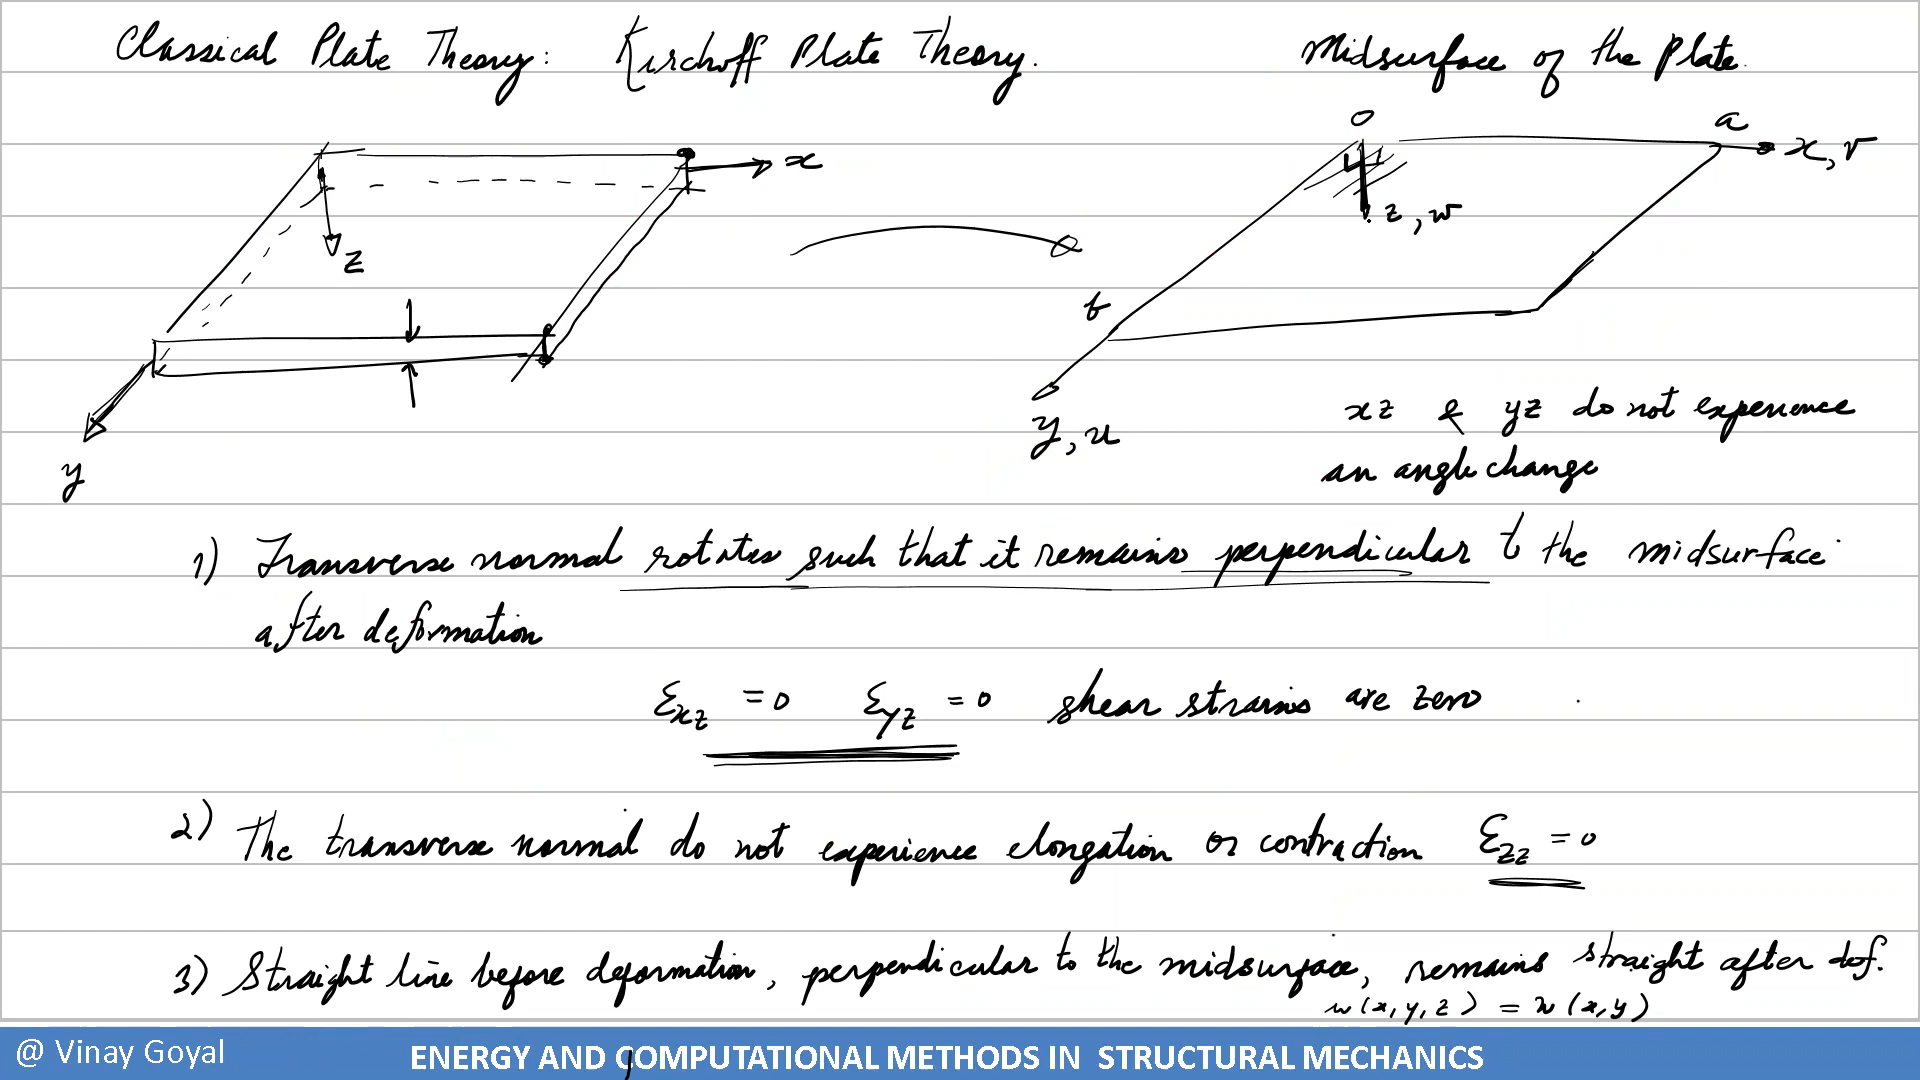 Classical Plate Theory: Kirchoff Plate Theory.
Midsurface of the Plate.
x
z
y
0
a
x, v
z, w
b
y, u
xz & yz do not experience
an angle change
1) Transverse normal rotates such that it remains perpendicular to the midsurface
after deformation
εxz = 0 εyz = 0 shear strains are zero
2) The transverse normal do not experience elongation or contraction εzz = 0
3) Straight line before deformation, perpendicular to the midsurface, remains straight after def.
w(x,y,z) = w(x,y)
@ Vinay Goyal
ENERGY AND COMPUTATIONAL METHODS IN STRUCTURAL MECHANICS